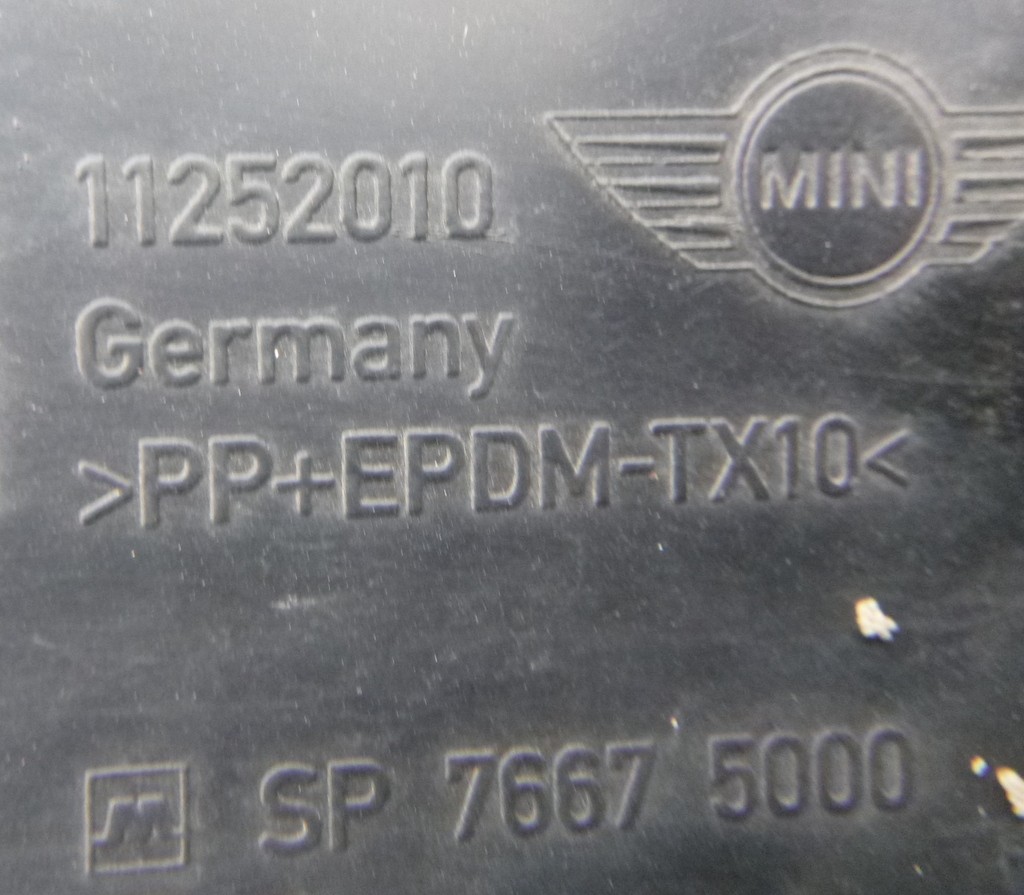 MINI
11252010
Germany
>PP+EPDM-TX10<
SP 7667 5000